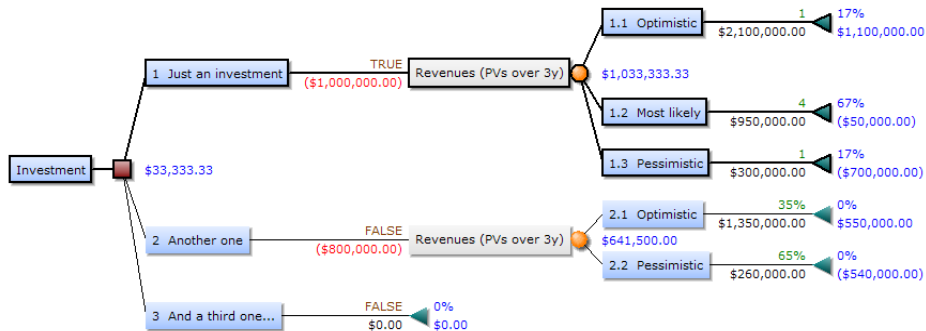 1.1 Optimistic
1
17%
$2,100,000.00
$1,100,000.00
1 Just an investment
TRUE
Revenues (PVs over 3y)
($1,000,000.00)
$1,033,333.33
1.2 Most likely
4
67%
$950,000.00
($50,000.00)
Investment
$33,333.33
1.3 Pessimistic
1
17%
$300,000.00
($700,000.00)
2.1 Optimistic
35%
0%
$1,350,000.00
$550,000.00
2 Another one
FALSE
Revenues (PVs over 3y)
($800,000.00)
$641,500.00
2.2 Pessimistic
65%
0%
$260,000.00
($540,000.00)
3 And a third one...
FALSE
0%
$0.00
$0.00